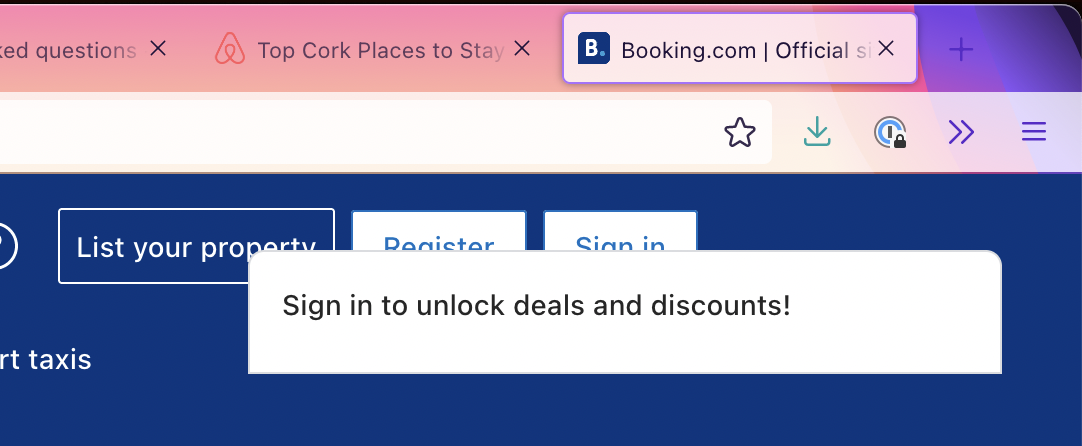 ked questions
Top Cork Places to Stay
B. Booking.com | Official si
List your property
Register
Sign in
Sign in to unlock deals and discounts!
rt taxis